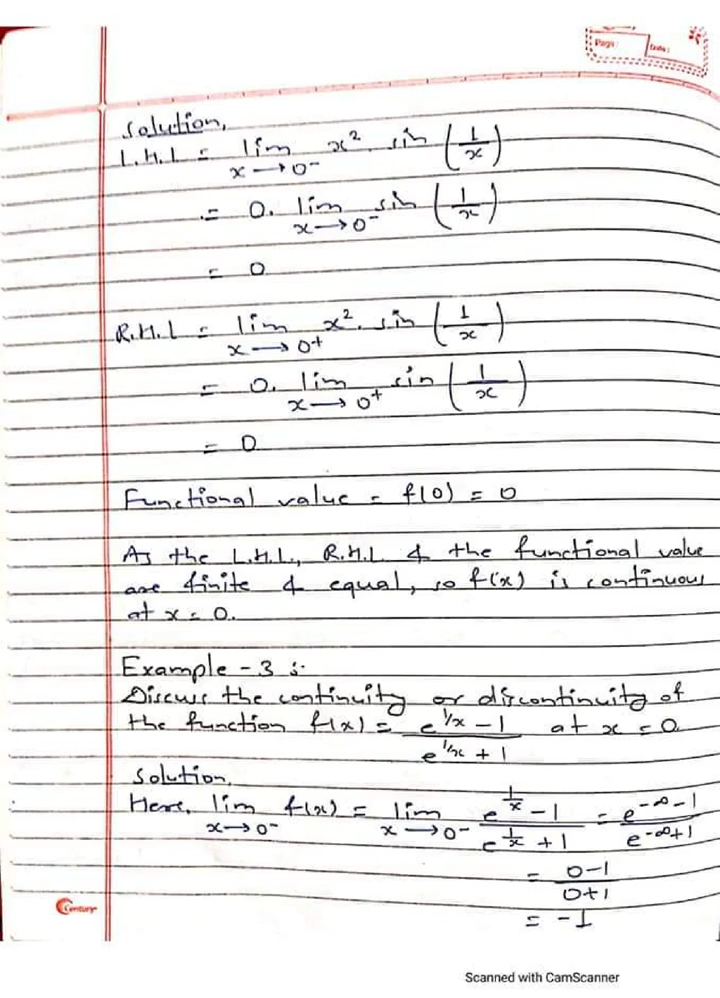 Page: Date:
Solution,
L.H.L = lim x→0⁻ x². sin (1/x)
= 0. lim x→0⁻ sin (1/x)
= 0
R.H.L = lim x→0⁺ x². sin (1/x)
= 0. lim x→0⁺ sin (1/x)
= 0
Functional value = f(0) = 0
As the L.H.L., R.H.L & the functional value
are finite & equal, so f(x) is continuous
at x = 0.
Example - 3 :-
Discuss the continuity or discontinuity of
the function f(x) = (e^(1/x) - 1)/(e^(1/x) + 1) at x = 0
Solution,
Here, lim x→0⁻ f(x) = lim x→0⁻ (e^(1/x) - 1)/(e^(1/x) + 1) = (e^(-∞) - 1)/(e^(-∞) + 1)
= (0-1)/(0+1)
= -1
Century
Scanned with CamScanner